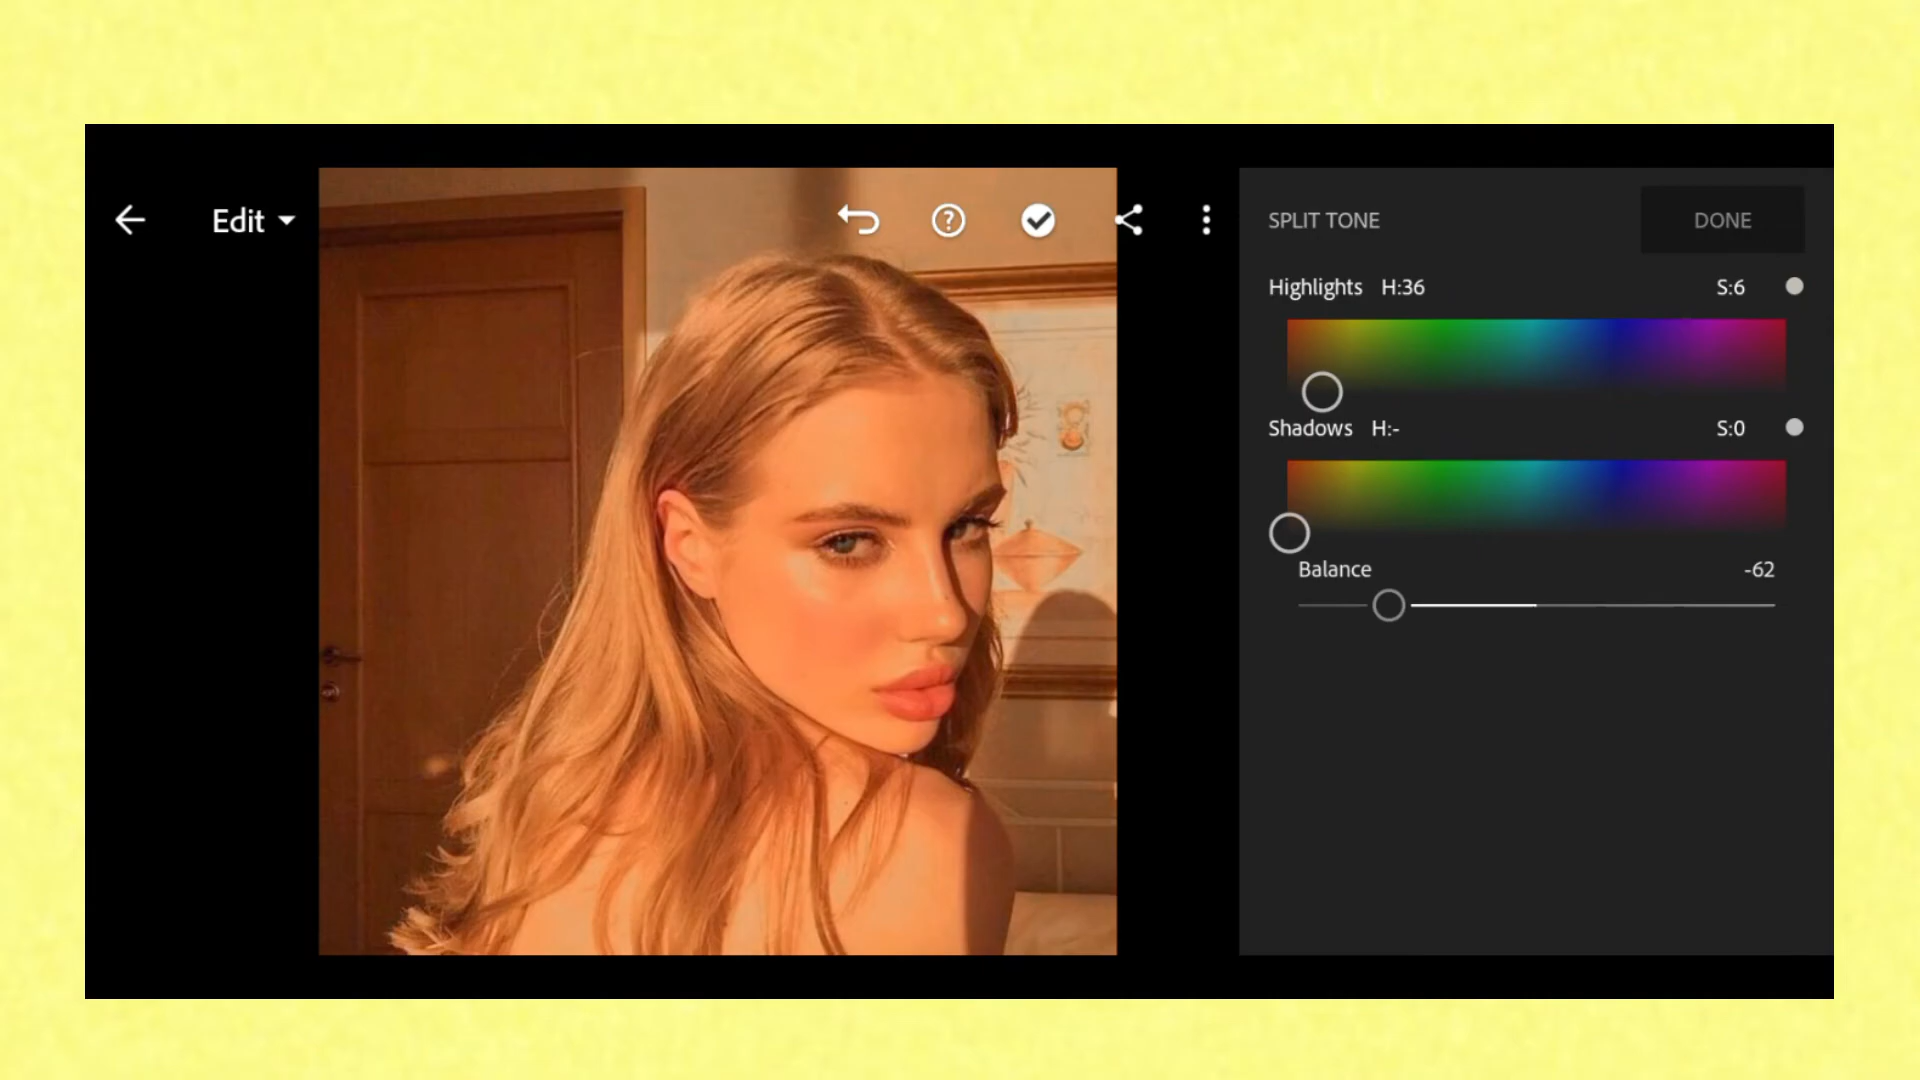 Edit
SPLIT TONE
DONE
Highlights H:36 S:6
Shadows H:- S:0
Balance -62